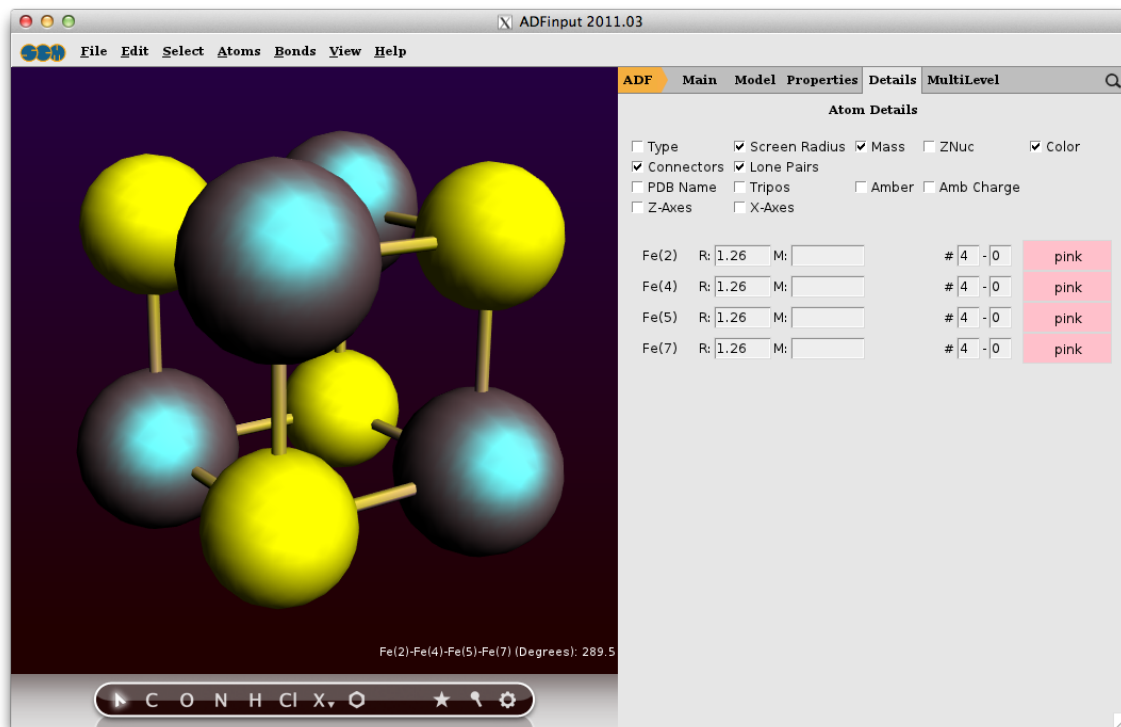 X ADFinput 2011.03
SCM File Edit Select Atoms Bonds View Help
ADF Main Model Properties Details MultiLevel
Atom Details
Type Screen Radius Mass ZNuc Color
Connectors Lone Pairs
PDB Name Tripos Amber Amb Charge
Z-Axes X-Axes
Fe(2) R: 1.26 M: # 4 - 0 pink
Fe(4) R: 1.26 M: # 4 - 0 pink
Fe(5) R: 1.26 M: # 4 - 0 pink
Fe(7) R: 1.26 M: # 4 - 0 pink
Fe(2)-Fe(4)-Fe(5)-Fe(7) (Degrees): 289.5
C O N H Cl X